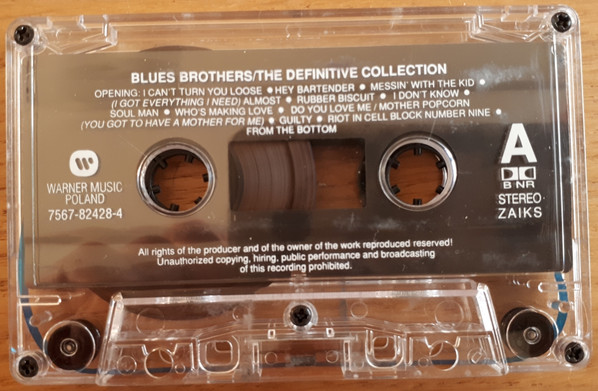 BLUES BROTHERS/THE DEFINITIVE COLLECTION
OPENING: I CAN'T TURN YOU LOOSE ● HEY BARTENDER ● MESSIN' WITH THE KID ●
(I GOT EVERYTHING I NEED) ALMOST ● RUBBER BISCUIT ● I DON'T KNOW ●
SOUL MAN ● WHO'S MAKING LOVE ● DO YOU LOVE ME / MOTHER POPCORN
(YOU GOT TO HAVE A MOTHER FOR ME) ● GUILTY ● RIOT IN CELL BLOCK NUMBER NINE ●
FROM THE BOTTOM
WARNER MUSIC
POLAND
7567-82428-4
A
B NR
STEREO
ZAIKS
All rights of the producer and of the owner of the work reproduced reserved!
Unauthorized copying, hiring, public performance and broadcasting
of this recording prohibited.